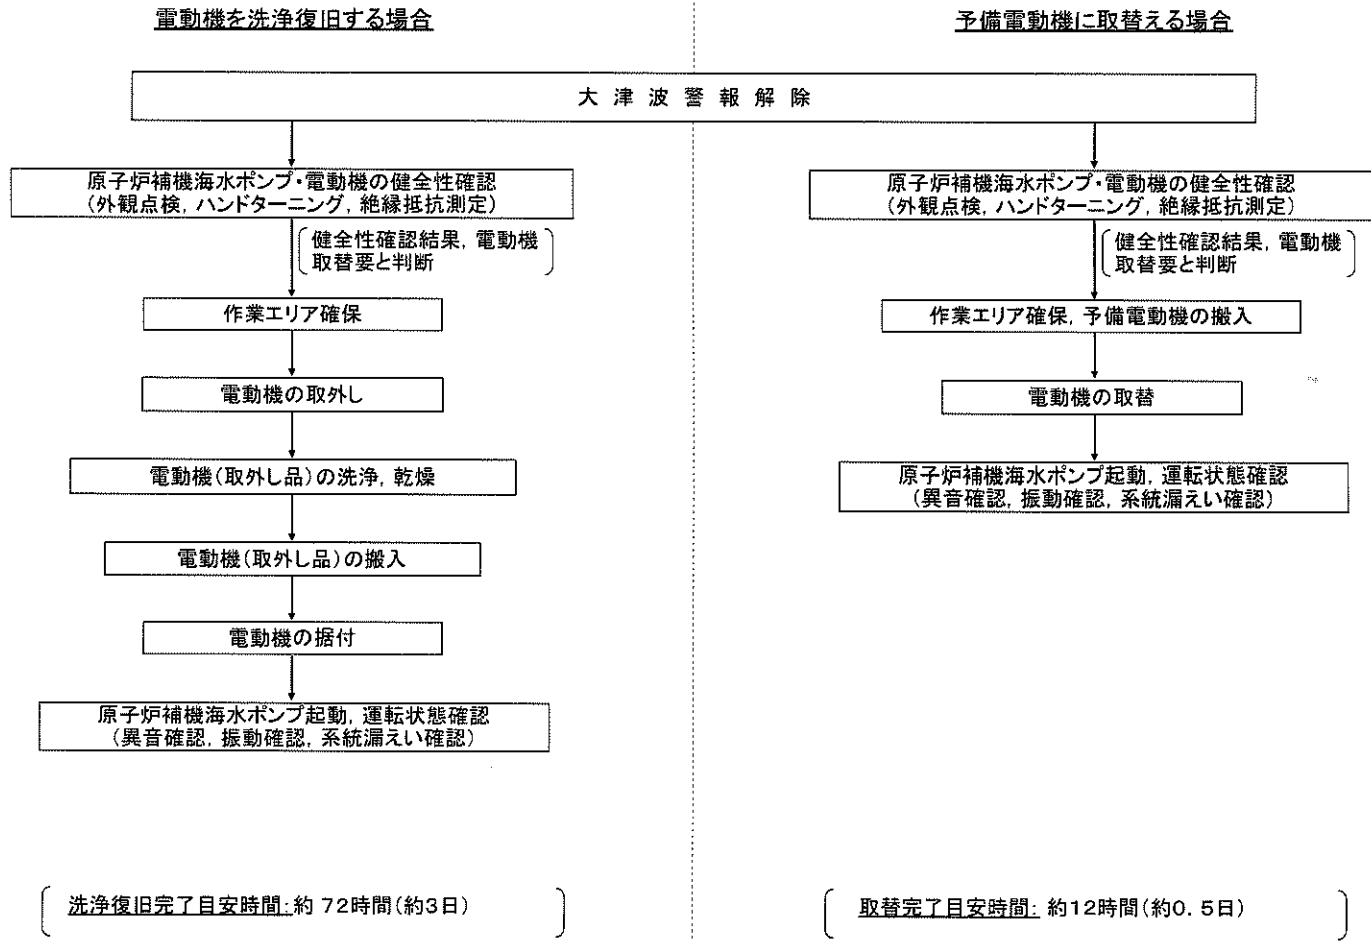 電動機を洗浄復旧する場合
予備電動機に取替える場合
大津波警報解除
原子炉補機海水ポンプ・電動機の健全性確認
(外観点検, ハンドターニング, 絶縁抵抗測定)
健全性確認結果, 電動機
取替要と判断
作業エリア確保
電動機の取外し
電動機(取外し品)の洗浄, 乾燥
電動機(取外し品)の搬入
電動機の据付
原子炉補機海水ポンプ起動, 運転状態確認
(異音確認, 振動確認, 系統漏えい確認)
洗浄復旧完了目安時間:約 72時間(約3日)
原子炉補機海水ポンプ・電動機の健全性確認
(外観点検, ハンドターニング, 絶縁抵抗測定)
健全性確認結果, 電動機
取替要と判断
作業エリア確保, 予備電動機の搬入
電動機の取替
原子炉補機海水ポンプ起動, 運転状態確認
(異音確認, 振動確認, 系統漏えい確認)
取替完了目安時間: 約12時間(約0. 5日)